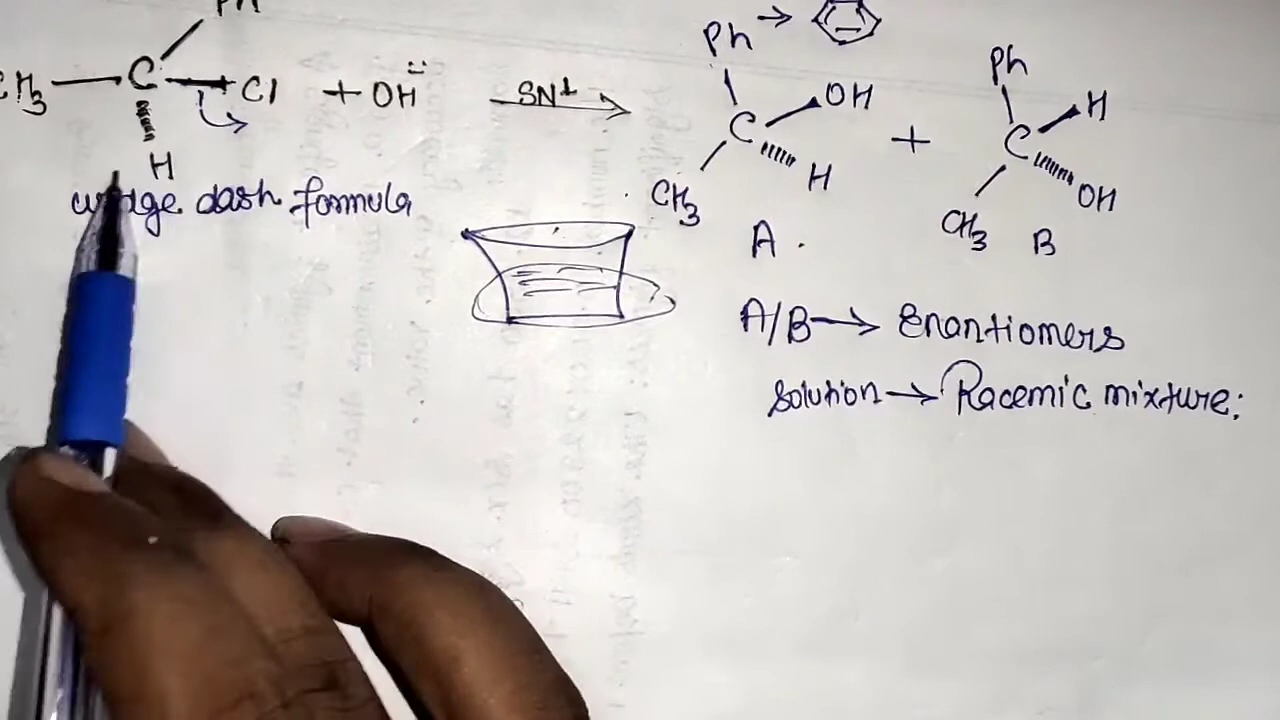 Ph
CH3 C Cl + OH SN1 Ph
H
wedge dash formula
C OH H CH3 + Ph C H OH CH3
A . B
A/B → Enantiomers
Solution → Racemic mixture;